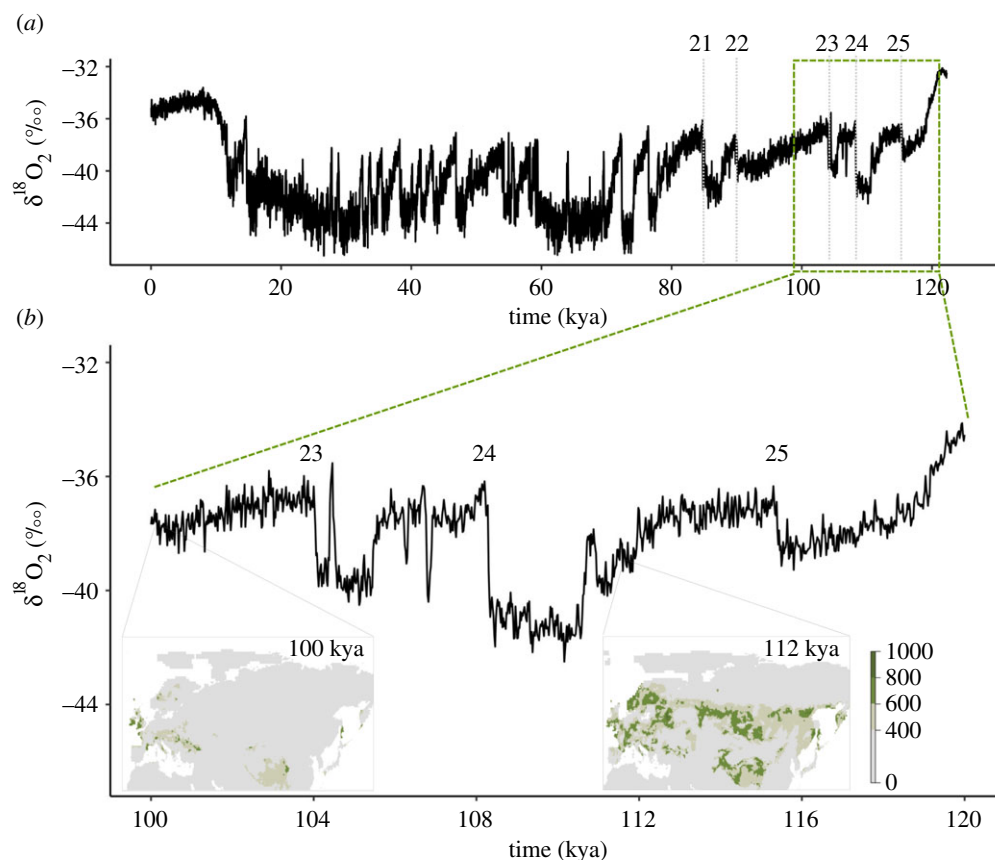 (a)
21 22 23 24 25
−32
−36
−40
−44
δ¹⁸O₂ (‰)
0 20 40 60 80 100 120
time (kya)
(b)
−32
−36
−40
−44
δ¹⁸O₂ (‰)
23 24 25
100 kya
112 kya
1000
800
600
400
0
100 104 108 112 116 120
time (kya)